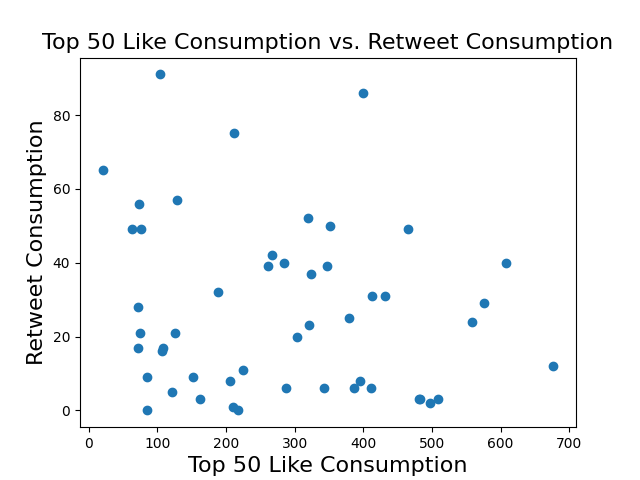 Top 50 Like Consumption vs. Retweet Consumption
80
60
40
20
0
Retweet Consumption
0 100 200 300 400 500 600 700
Top 50 Like Consumption